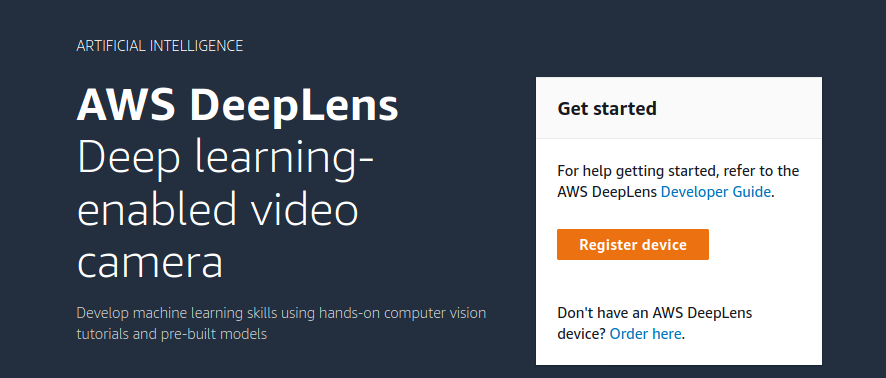 ARTIFICIAL INTELLIGENCE
AWS DeepLens
Deep learning-
enabled video
camera
Develop machine learning skills using hands-on computer vision
tutorials and pre-built models
Get started
For help getting started, refer to the
AWS DeepLens Developer Guide.
Register device
Don't have an AWS DeepLens
device? Order here.